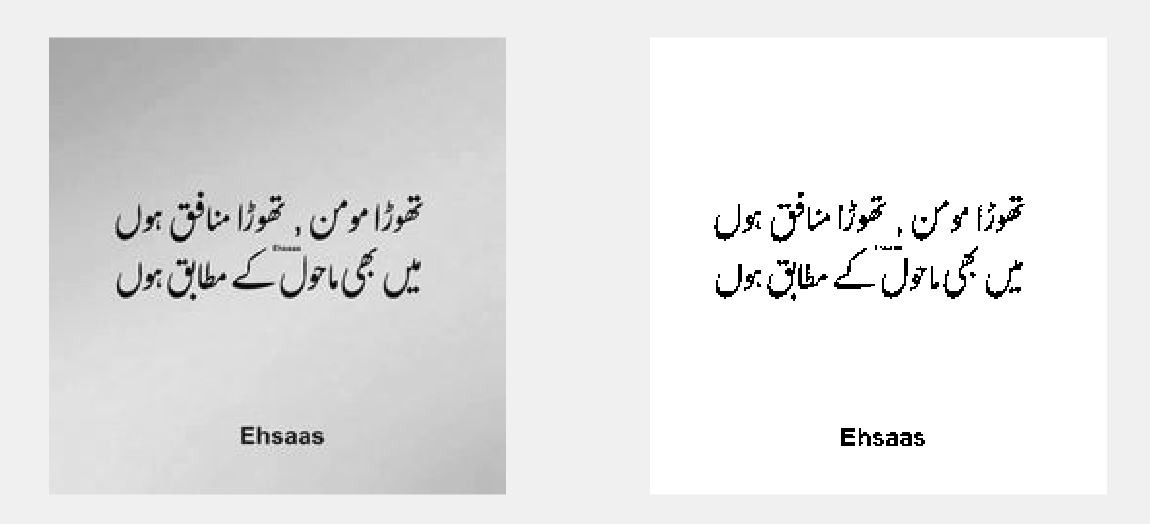 تھوڑا مومن , تھوڑا منافق ہوں
Ehsaas
میں بھی ماحول کے مطابق ہوں
Ehsaas
تھوڑا مومن , تھوڑا منافق ہوں
میں بھی ماحول کے مطابق ہوں
Ehsaas